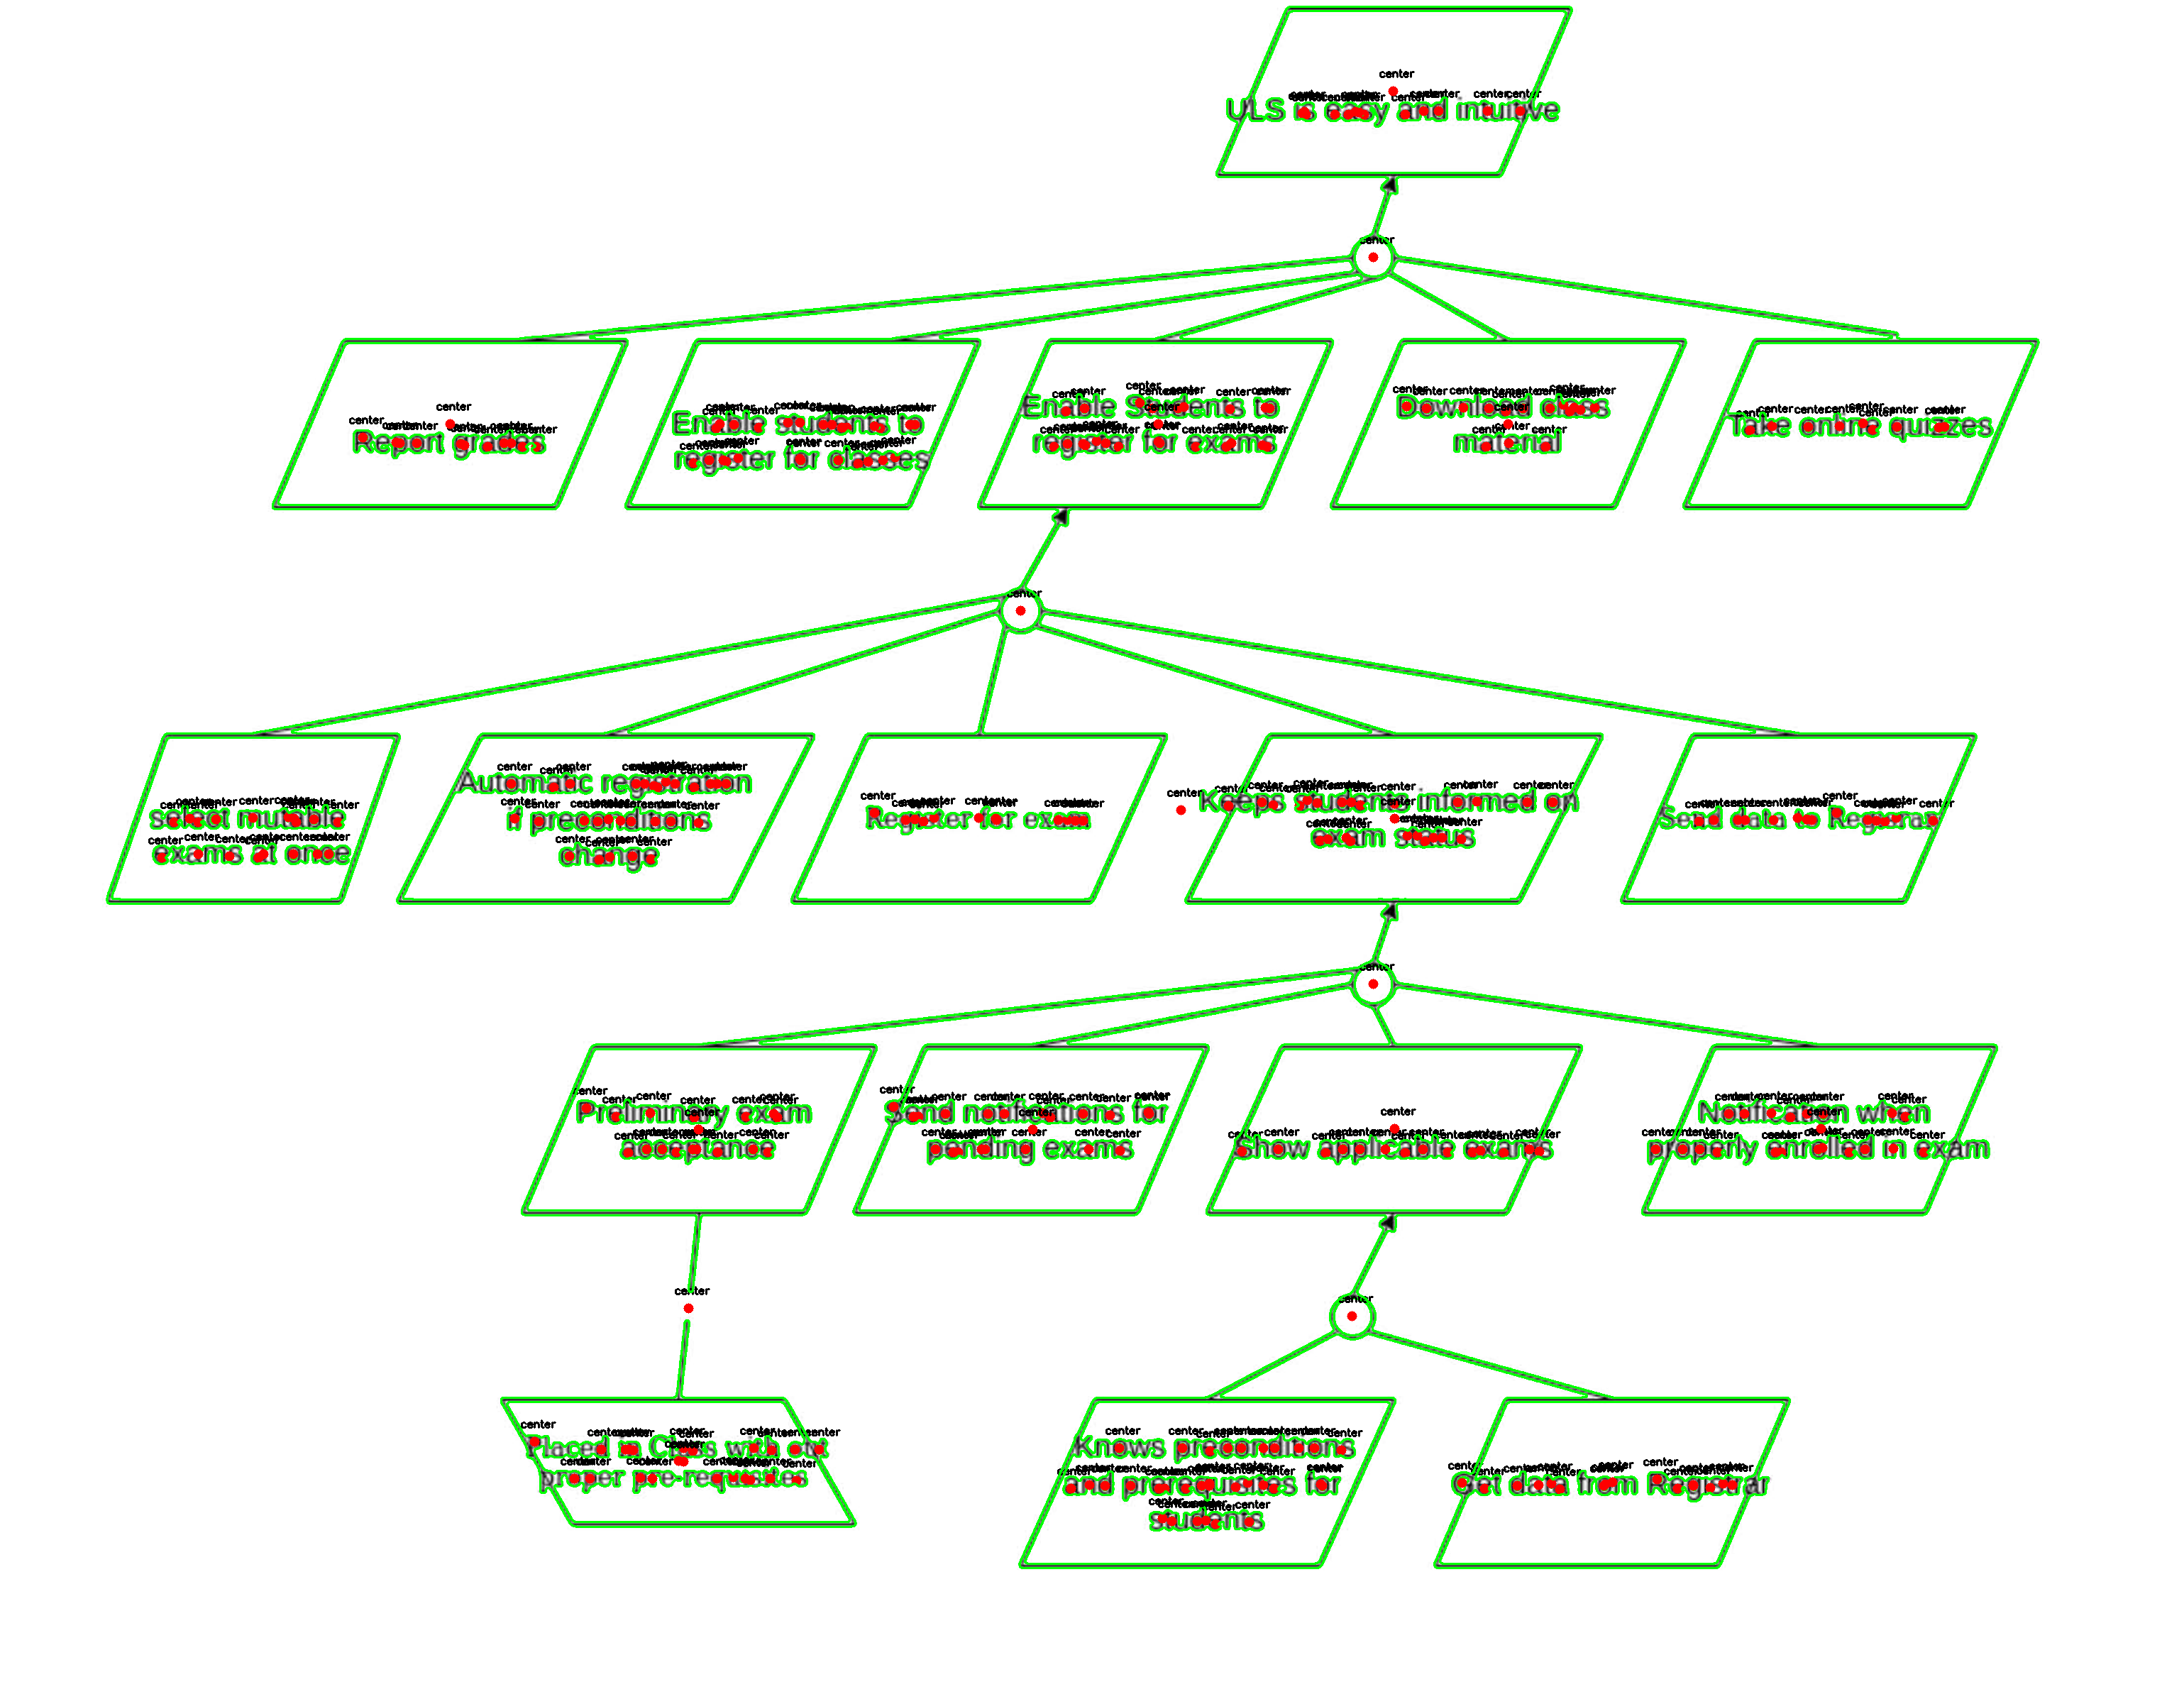 ULS is easy and intuitive
Report grades
Enable students to
register for classes
Enable Students to
register for exams
Download class
material
Take online quizzes
select mutable
exams at once
Automatic registration
if preconditions
change
Register for exam
Keeps students informed on
exam status
Send data to Registrar
Preliminary exam
acceptance
Send notifications for
pending exams
Show applicable exams
Notification when
properly enrolled in exam
Placed in Class with out
proper pre-requisites
Knows preconditions
and prerequisites for
students
Get data from Registrar